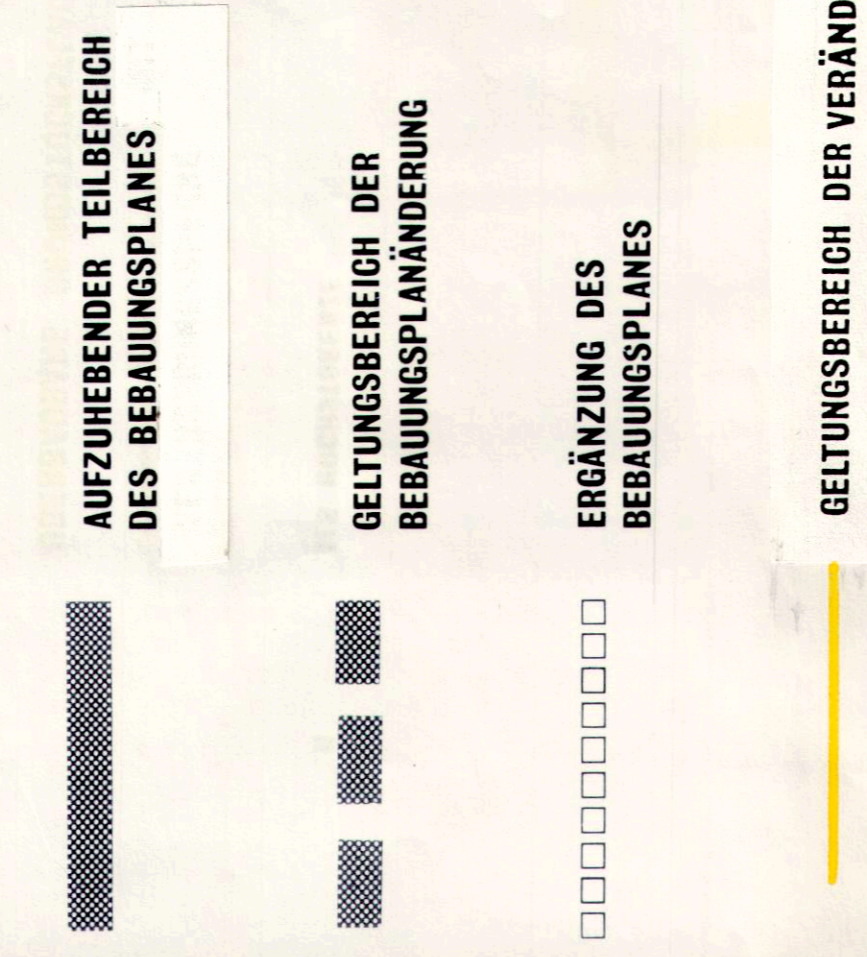 AUFZUHEBENDER TEILBEREICH
DES BEBAUUNGSPLANES
GELTUNGSBEREICH DER
BEBAUUNGSPLANÄNDERUNG
ERGÄNZUNG DES
BEBAUUNGSPLANES
GELTUNGSBEREICH DER VERÄND